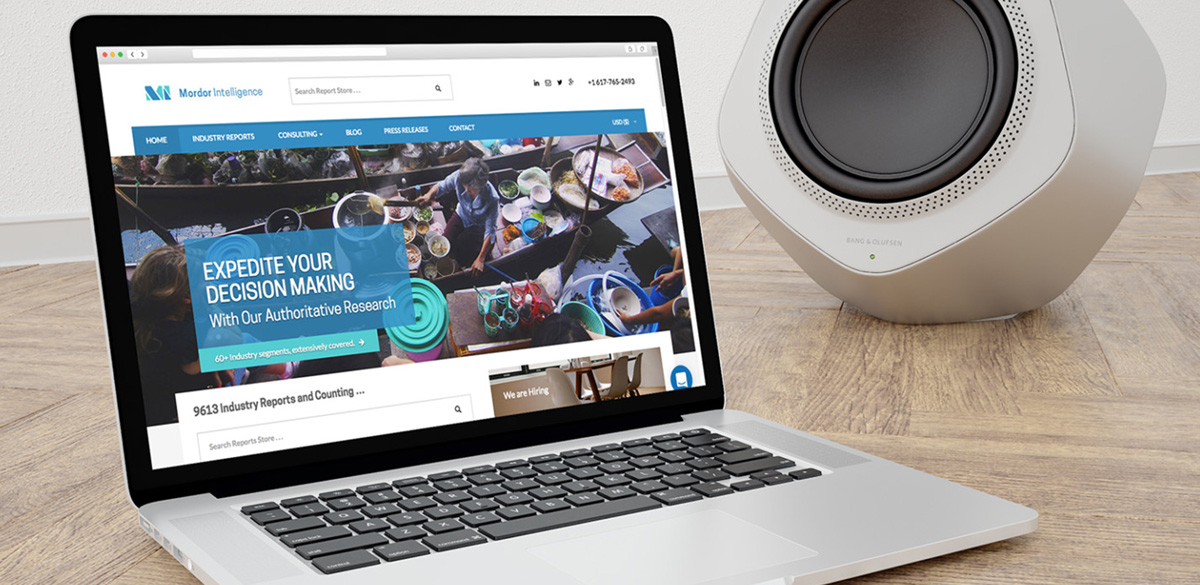 Mordor Intelligence
Search Report Store ...
+1 617-765-2493
HOME INDUSTRY REPORTS CONSULTING BLOG PRESS RELEASES CONTACT USD ($)
EXPEDITE YOUR
DECISION MAKING
With Our Authoritative Research
60+ Industry segments, extensively covered.
9613 Industry Reports and Counting ...
Search Reports Store ...
We are Hiring
BANG & OLUFSEN